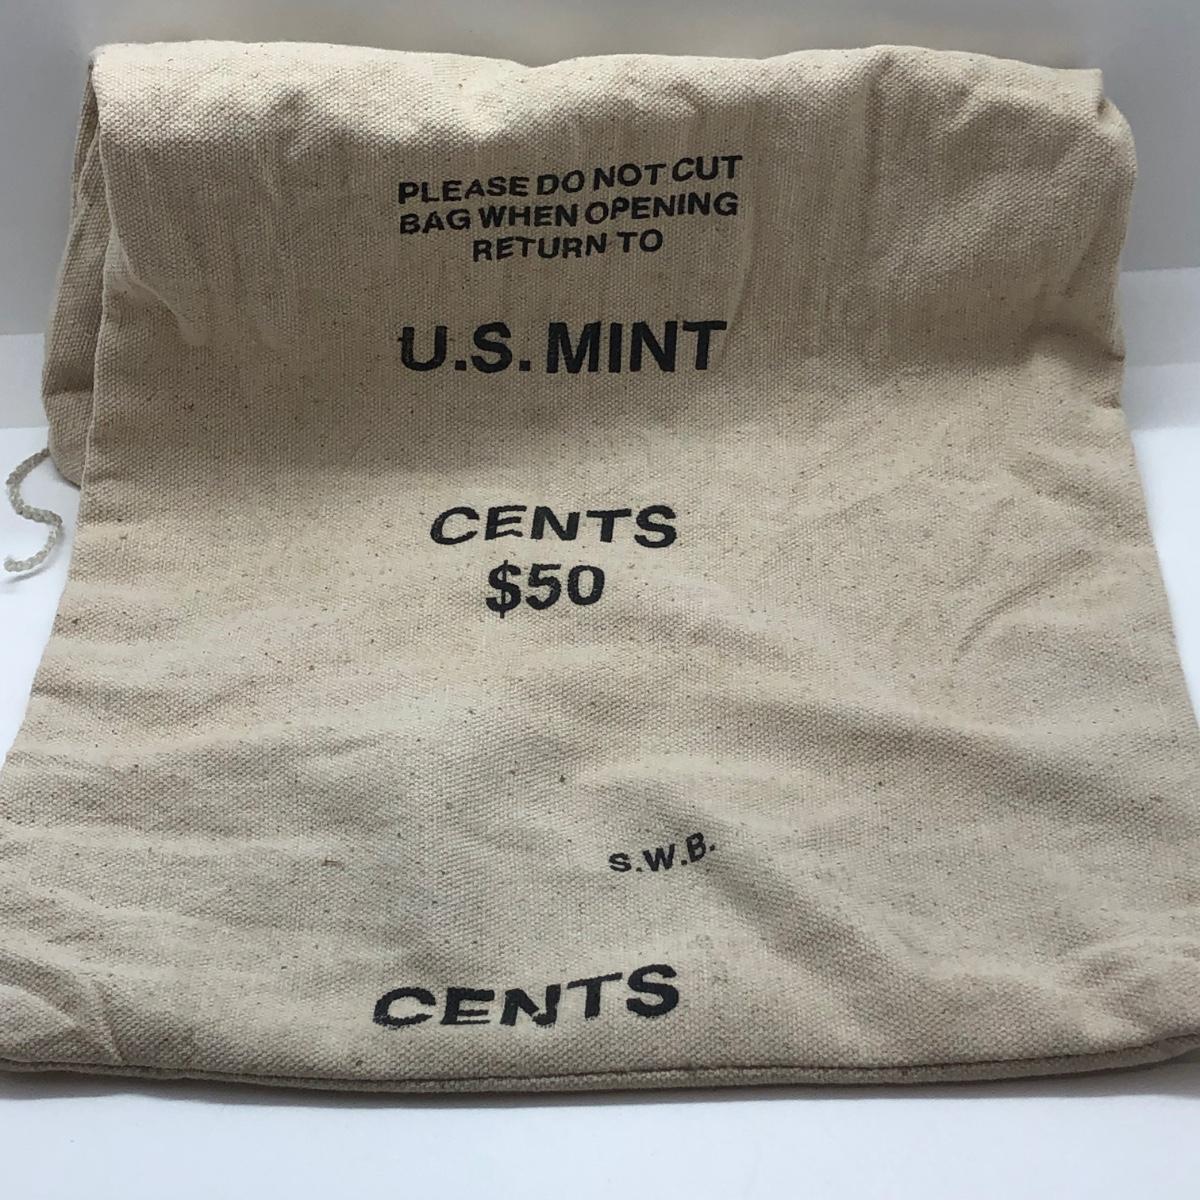 PLEASE DO NOT CUT
BAG WHEN OPENING
RETURN TO
U.S. MINT
CENTS
$50
S.W.B.
CENTS